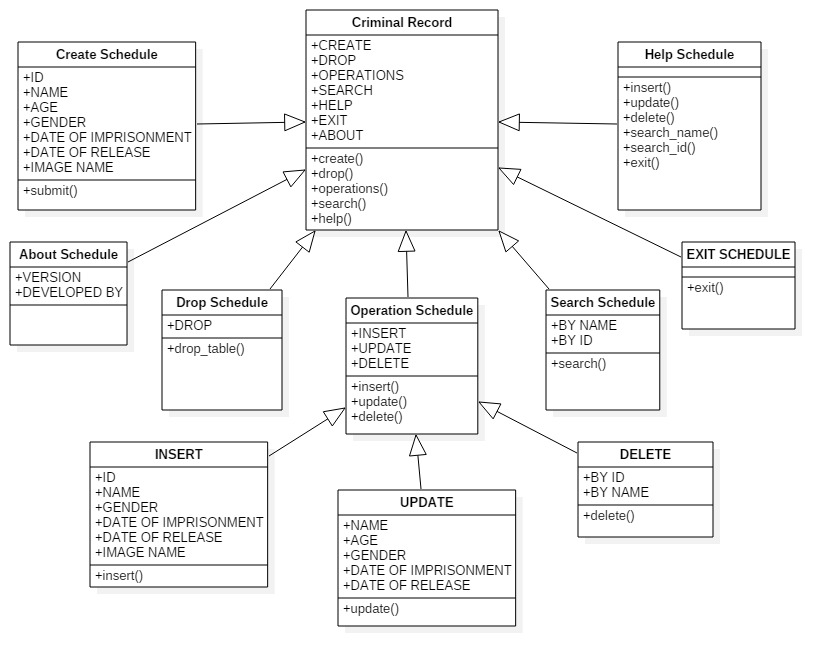 Criminal Record
+CREATE
+DROP
+OPERATIONS
+SEARCH
+HELP
+EXIT
+ABOUT
+create()
+drop()
+operations()
+search()
+help()
Create Schedule
+ID
+NAME
+AGE
+GENDER
+DATE OF IMPRISONMENT
+DATE OF RELEASE
+IMAGE NAME
+submit()
Help Schedule
+insert()
+update()
+delete()
+search_name()
+search_id()
+exit()
About Schedule
+VERSION
+DEVELOPED BY
Drop Schedule
+DROP
+drop_table()
Operation Schedule
+INSERT
+UPDATE
+DELETE
+insert()
+update()
+delete()
Search Schedule
+BY NAME
+BY ID
+search()
EXIT SCHEDULE
+exit()
INSERT
+ID
+NAME
+GENDER
+DATE OF IMPRISONMENT
+DATE OF RELEASE
+IMAGE NAME
+insert()
UPDATE
+NAME
+AGE
+GENDER
+DATE OF IMPRISONMENT
+DATE OF RELEASE
+update()
DELETE
+BY ID
+BY NAME
+delete()